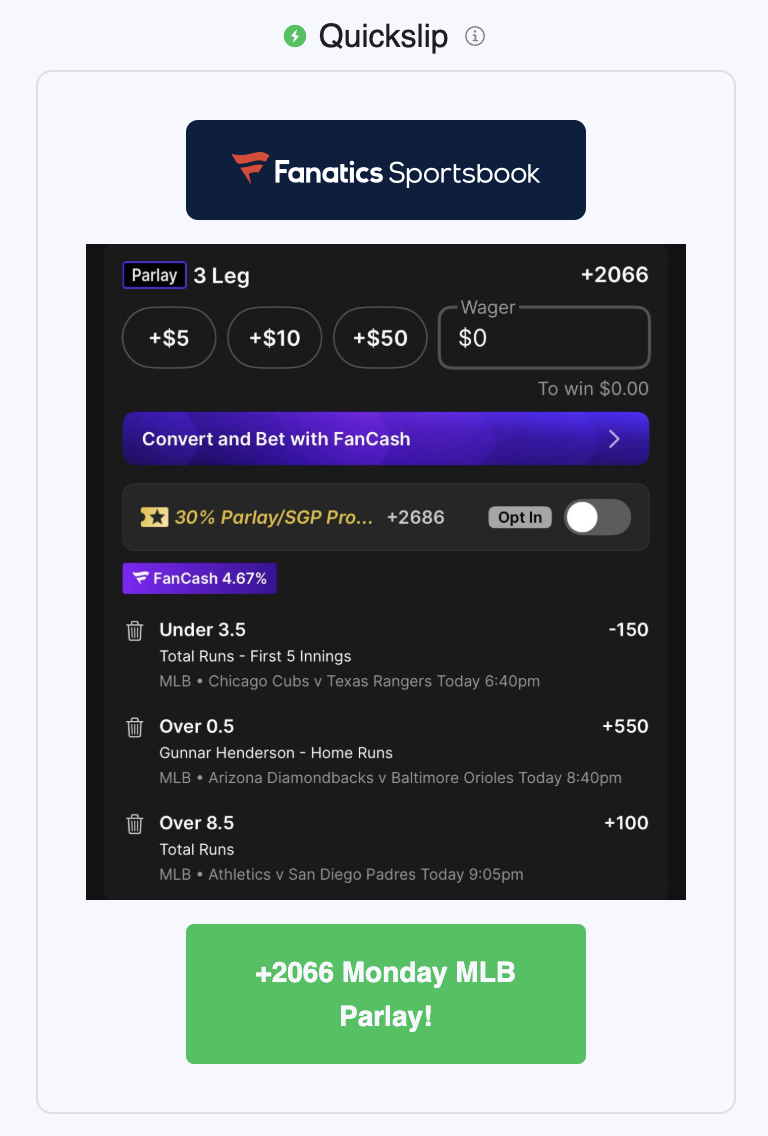 Quickslip
Fanatics Sportsbook
Parlay 3 Leg +2066
+$5 +$10 +$50 Wager $0
To win $0.00
Convert and Bet with FanCash
30% Parlay/SGP Pro... +2686 Opt In
FanCash 4.67%
Under 3.5 -150
Total Runs - First 5 Innings
MLB • Chicago Cubs v Texas Rangers Today 6:40pm
Over 0.5 +550
Gunnar Henderson - Home Runs
MLB • Arizona Diamondbacks v Baltimore Orioles Today 8:40pm
Over 8.5 +100
Total Runs
MLB • Athletics v San Diego Padres Today 9:05pm
+2066 Monday MLB
Parlay!